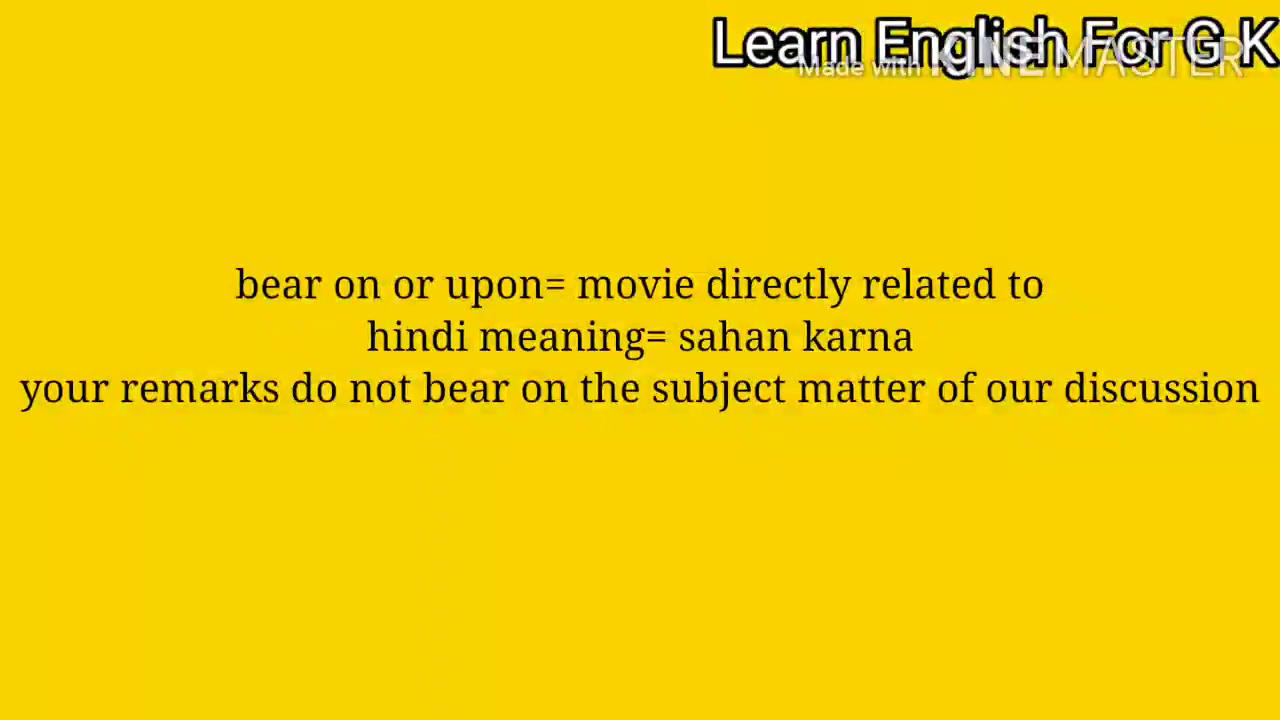 Learn English For G K
Made with KINEMASTER
bear on or upon= movie directly related to
hindi meaning= sahan karna
your remarks do not bear on the subject matter of our discussion